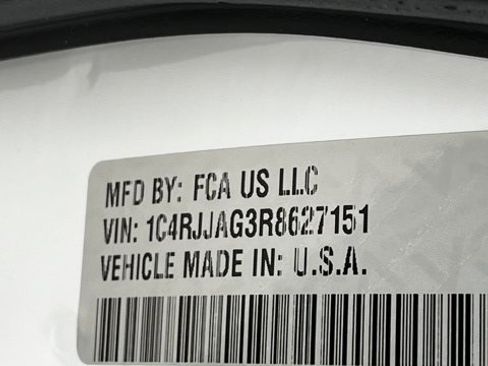 MFD BY: FCA US LLC
VIN: 1C4RJJAG3R8627151
VEHICLE MADE IN: U.S.A.